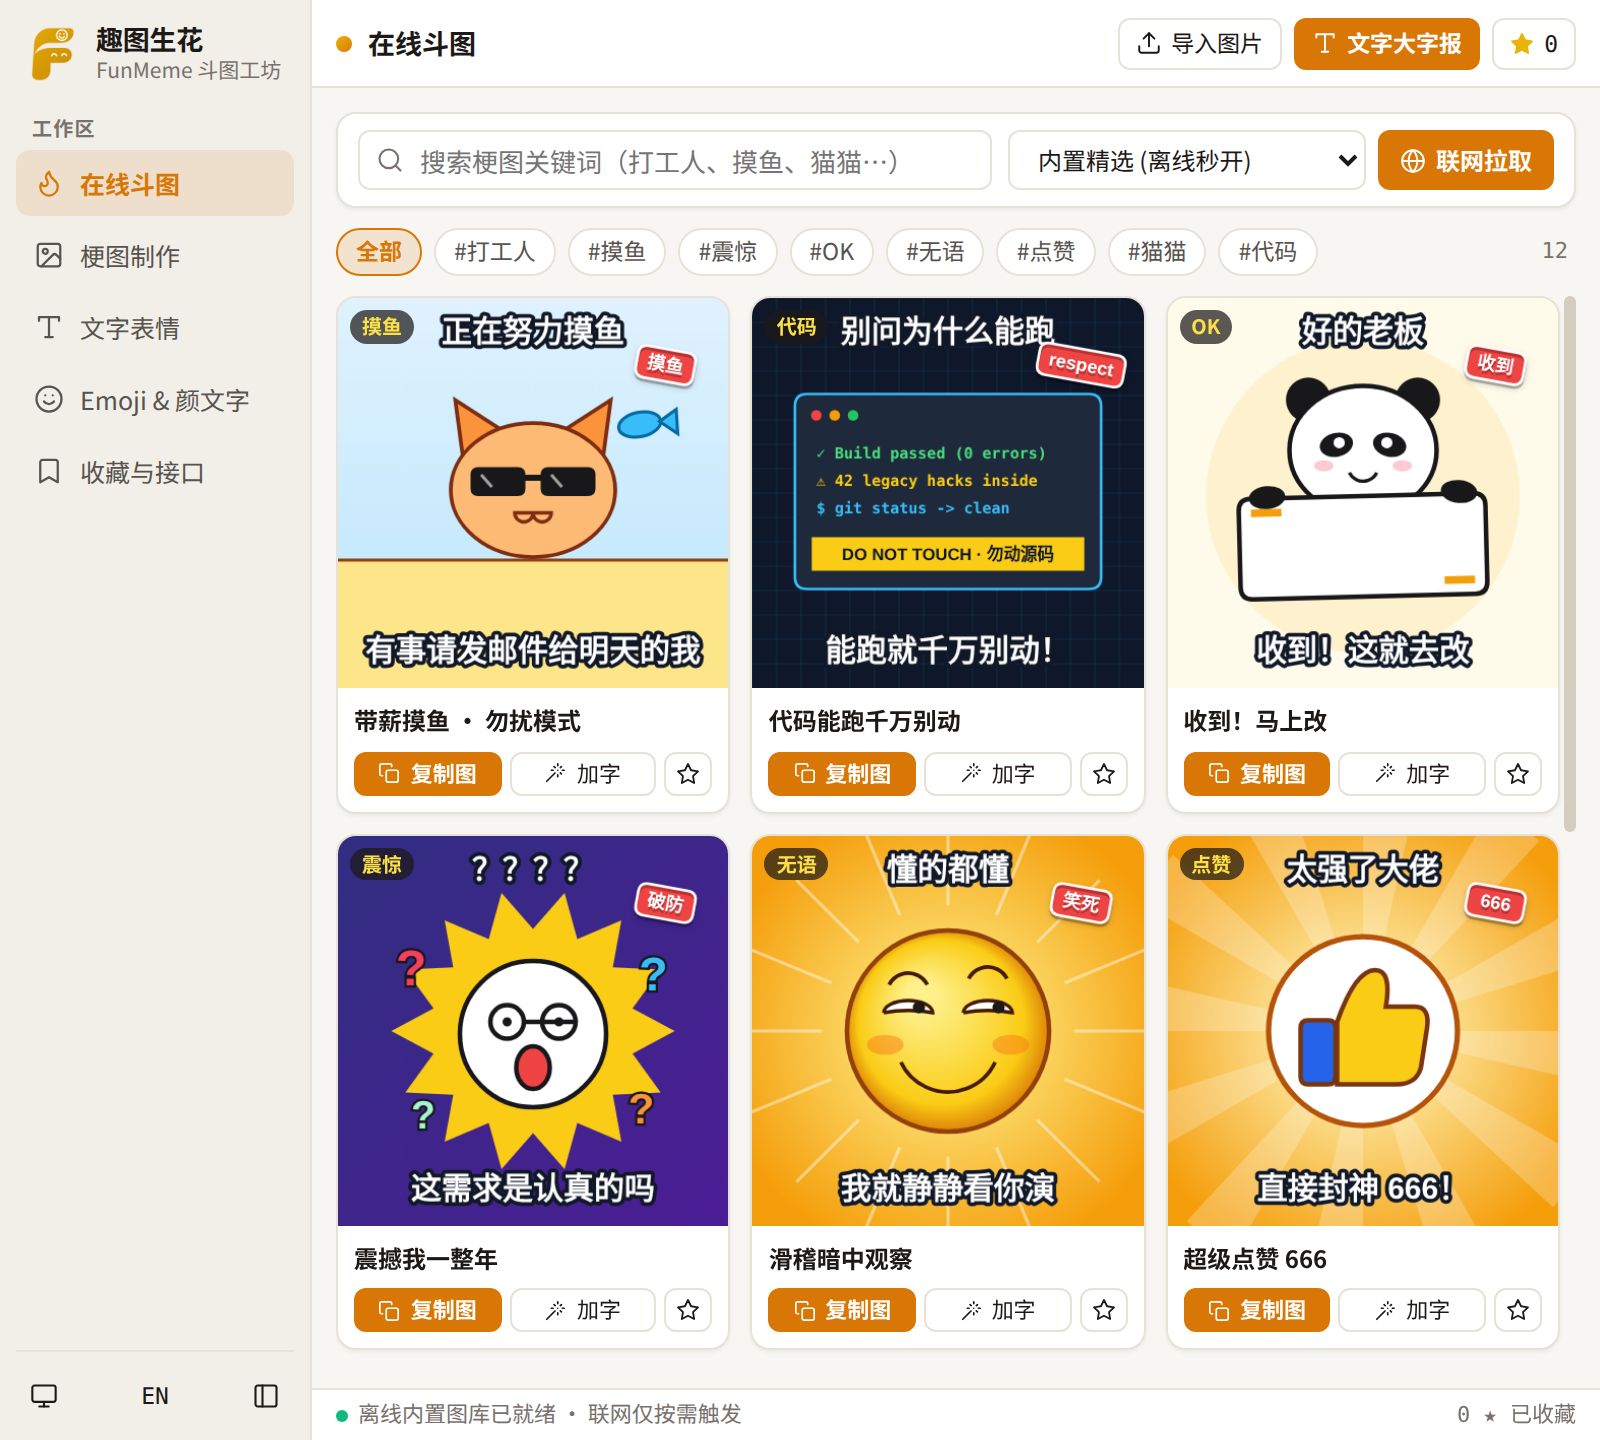 趣图生花
FunMeme 斗图工坊
工作区
在线斗图
梗图制作
文字表情
Emoji & 颜文字
收藏与接口
EN
在线斗图
导入图片
文字大字报
0
搜索梗图关键词（打工人、摸鱼、猫猫…）
内置精选 (离线秒开)
联网拉取
全部
#打工人
#摸鱼
#震惊
#OK
#无语
#点赞
#猫猫
#代码
12
摸鱼
正在努力摸鱼
摸鱼
有事请发邮件给明天的我
带薪摸鱼 · 勿扰模式
复制图
加字
代码
别问为什么能跑
respect
✓ Build passed (0 errors)
⚠ 42 legacy hacks inside
$ git status -> clean
DO NOT TOUCH · 勿动源码
能跑就千万别动！
代码能跑千万别动
复制图
加字
OK
好的老板
收到
收到！这就去改
收到！马上改
复制图
加字
震惊
？？？？
破防
?
?
?
?
这需求是认真的吗
震撼我一整年
复制图
加字
无语
懂的都懂
笑死
我就静静看你演
滑稽暗中观察
复制图
加字
点赞
太强了大佬
666
直接封神 666！
超级点赞 666
复制图
加字
离线内置图库已就绪 · 联网仅按需触发
0 ★ 已收藏